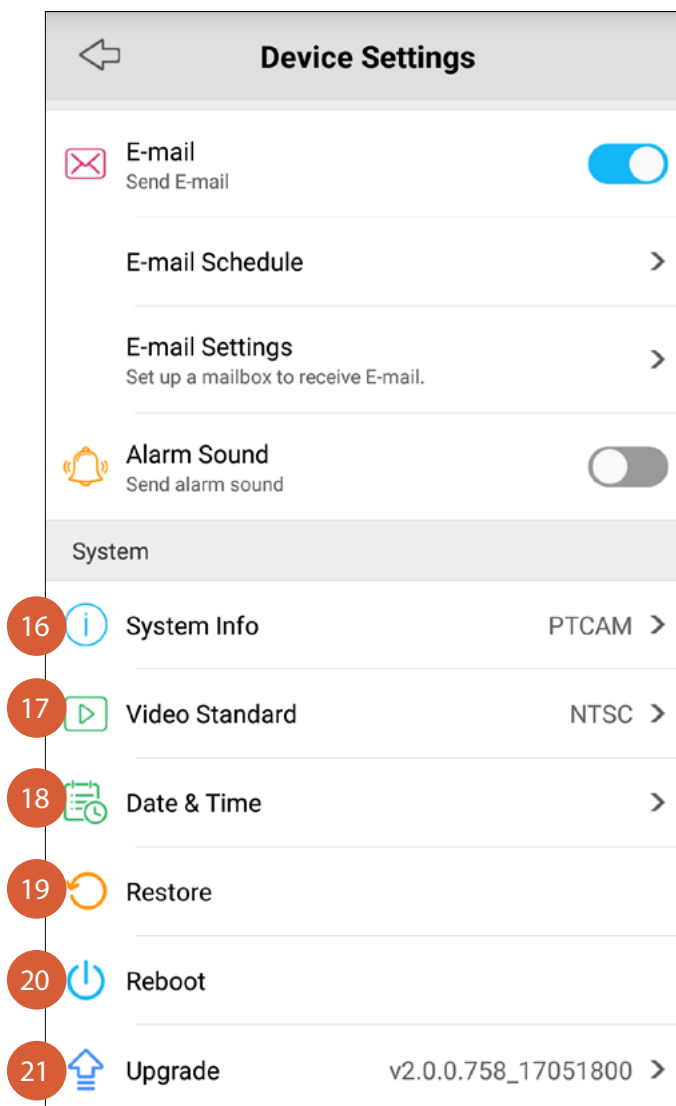 Device Settings
E-mail
Send E-mail
E-mail Schedule
E-mail Settings
Set up a mailbox to receive E-mail.
Alarm Sound
Send alarm sound
System
16 System Info PTCAM
17 Video Standard NTSC
18 Date & Time
19 Restore
20 Reboot
21 Upgrade v2.0.0.758_17051800